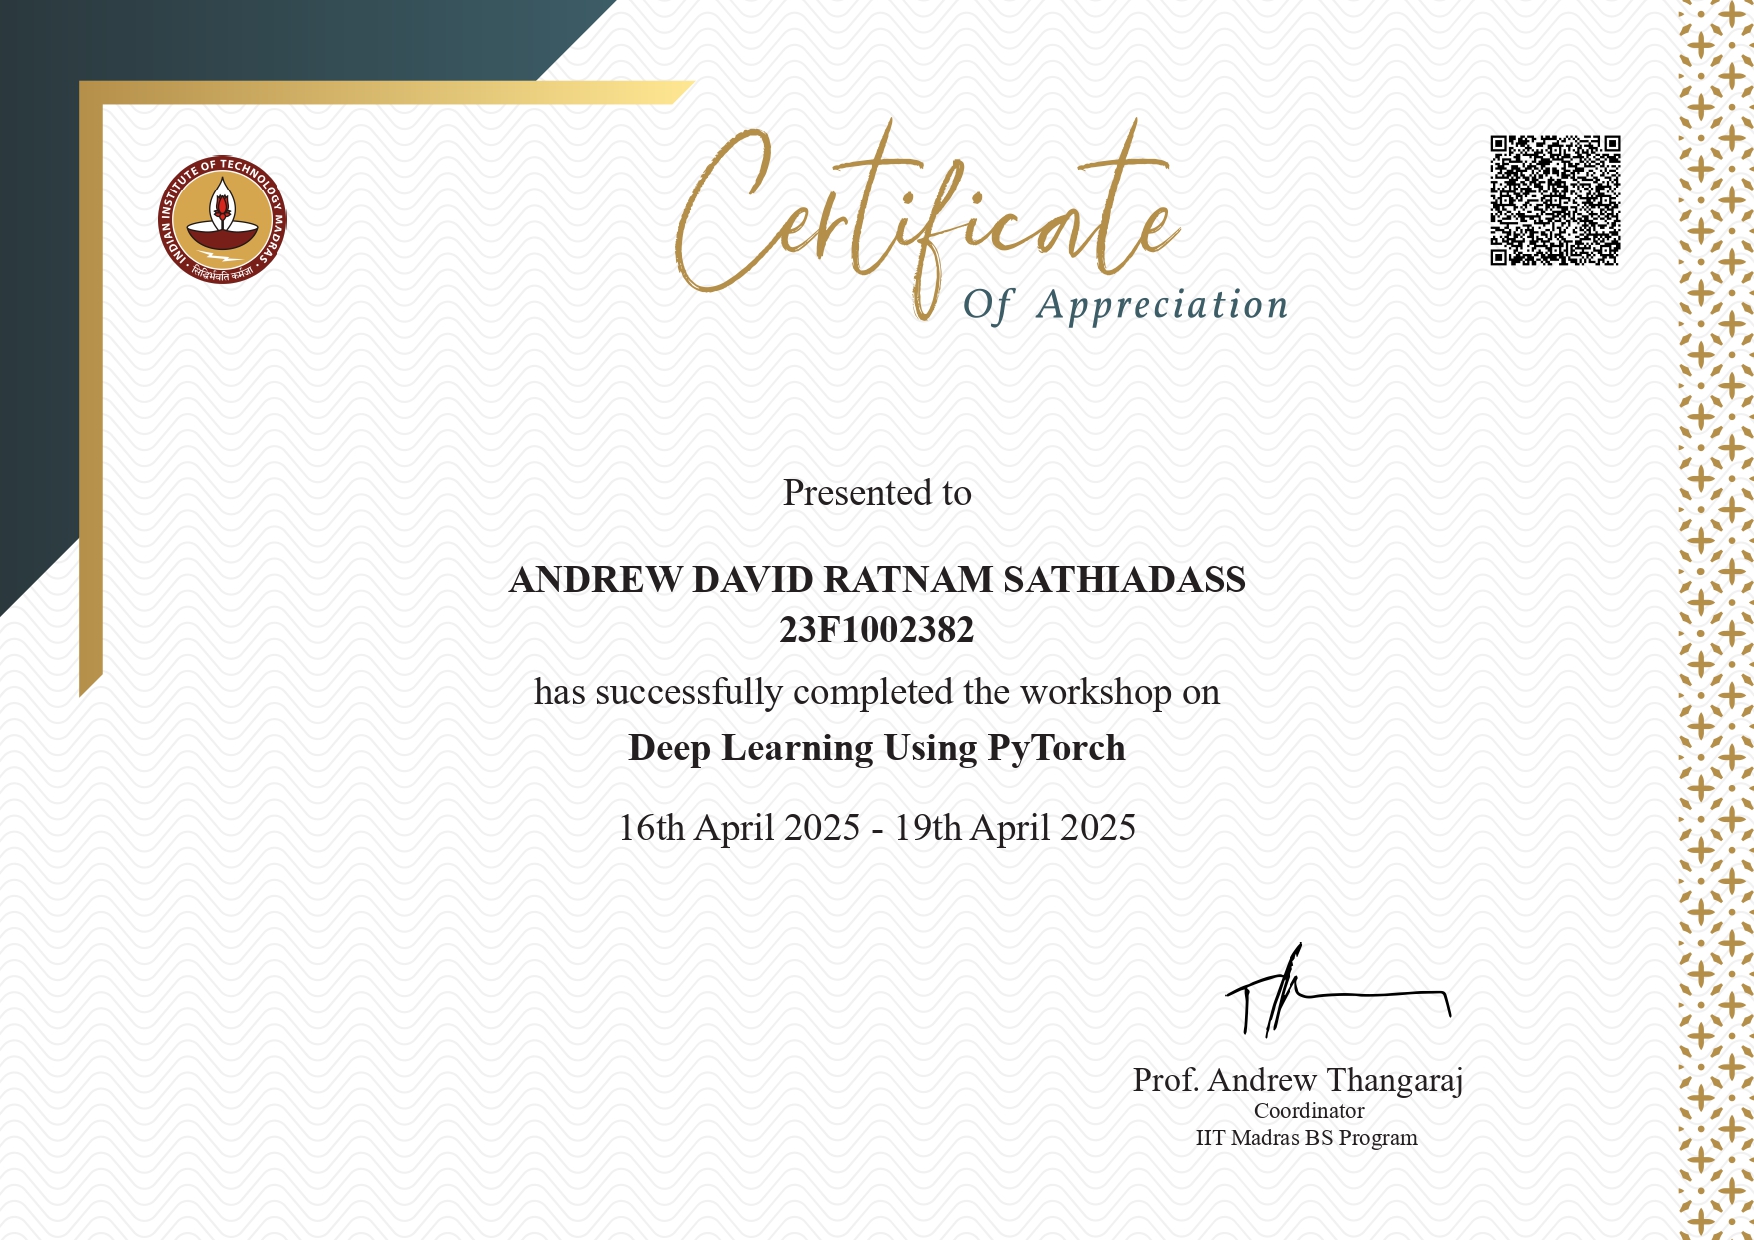 INDIAN INSTITUTE OF TECHNOLOGY MADRAS
सिद्धिर्भवति कर्मजा
Certificate
Of Appreciation
Presented to
ANDREW DAVID RATNAM SATHIADASS
23F1002382
has successfully completed the workshop on
Deep Learning Using PyTorch
16th April 2025 - 19th April 2025
Prof. Andrew Thangaraj
Coordinator
IIT Madras BS Program